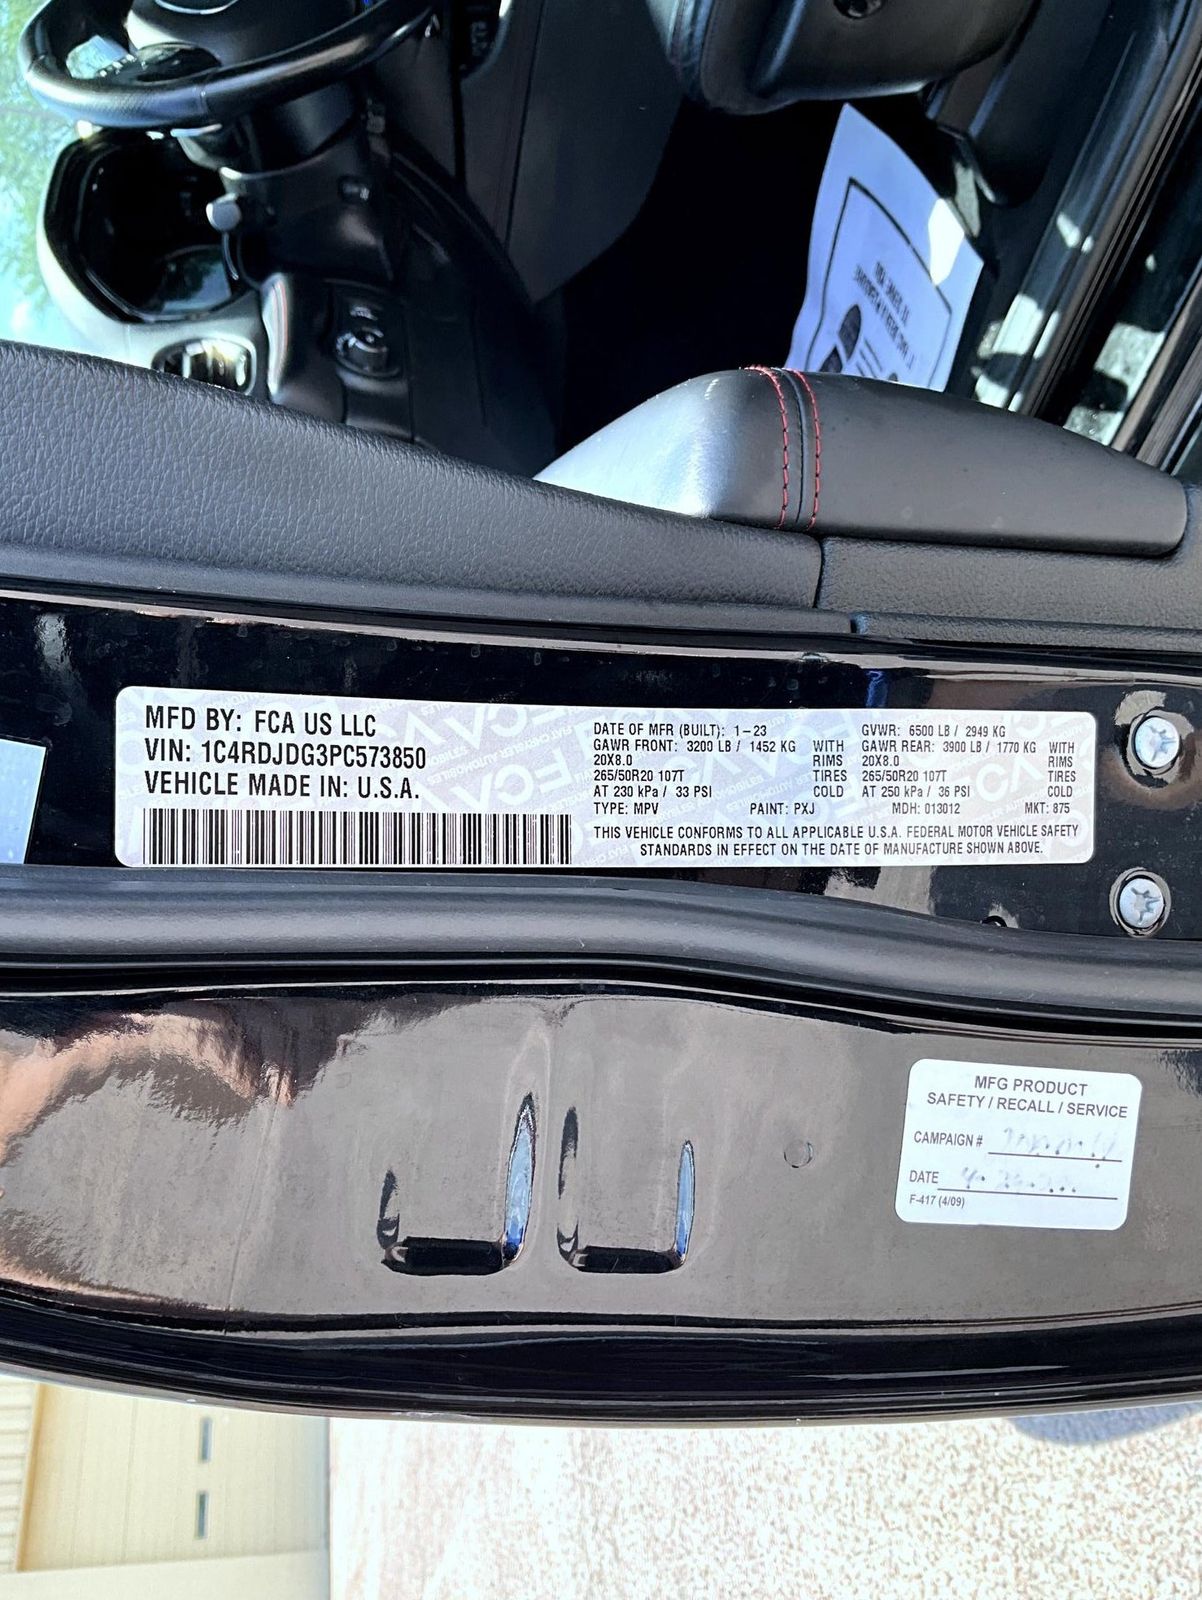 MFD BY: FCA US LLC
VIN: 1C4RDJDG3PC573850
VEHICLE MADE IN: U.S.A.
DATE OF MFR (BUILT): 1-23
GAWR FRONT: 3200 LB / 1452 KG WITH
20X8.0 RIMS
265/50R20 107T TIRES
AT 230 kPa / 33 PSI COLD
TYPE: MPV PAINT: PXJ
GVWR: 6500 LB / 2949 KG
GAWR REAR: 3900 LB / 1770 KG WITH
20X8.0 RIMS
265/50R20 107T TIRES
AT 250 kPa / 36 PSI COLD
MDH: 013012 MKT: 875
THIS VEHICLE CONFORMS TO ALL APPLICABLE U.S.A. FEDERAL MOTOR VEHICLE SAFETY
STANDARDS IN EFFECT ON THE DATE OF MANUFACTURE SHOWN ABOVE.
MFG PRODUCT
SAFETY / RECALL / SERVICE
CAMPAIGN #
DATE
F-417 (4/09)